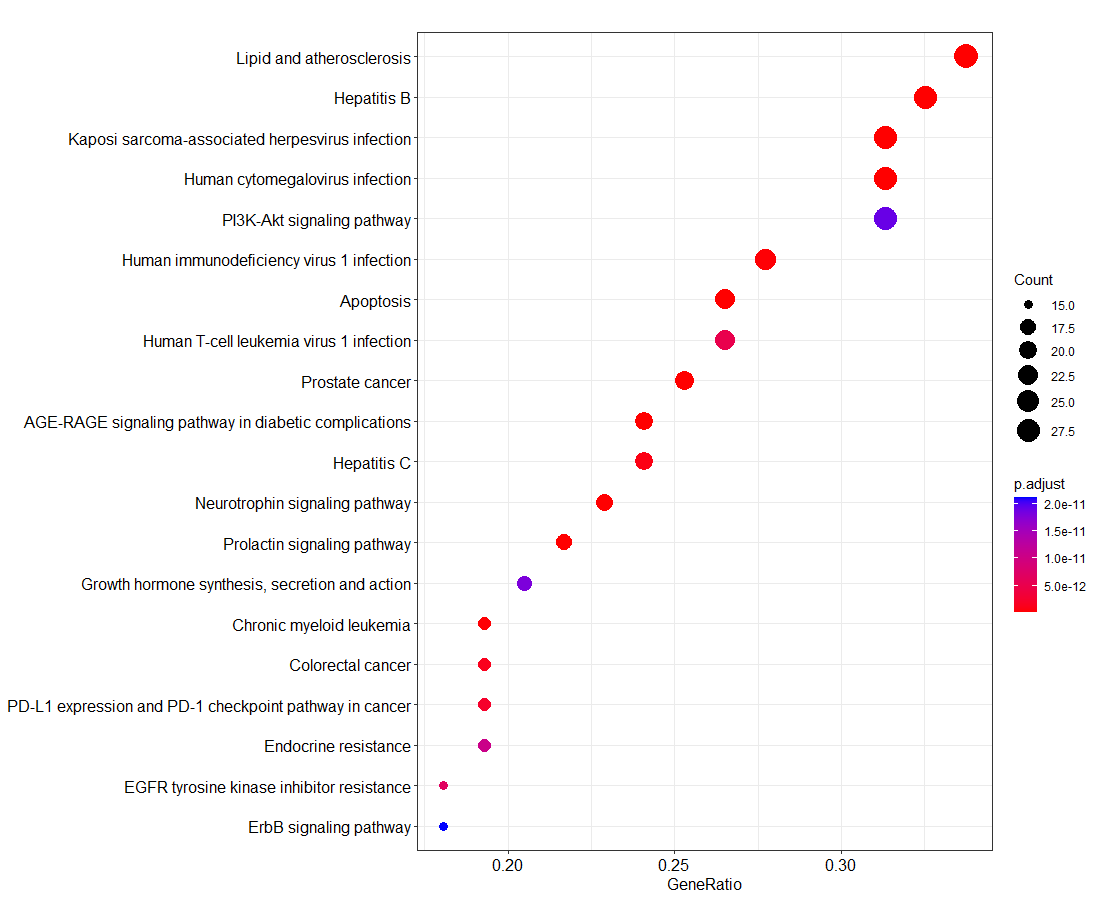 Lipid and atherosclerosis
Hepatitis B
Kaposi sarcoma-associated herpesvirus infection
Human cytomegalovirus infection
PI3K-Akt signaling pathway
Human immunodeficiency virus 1 infection
Apoptosis
Human T-cell leukemia virus 1 infection
Prostate cancer
AGE-RAGE signaling pathway in diabetic complications
Hepatitis C
Neurotrophin signaling pathway
Prolactin signaling pathway
Growth hormone synthesis, secretion and action
Chronic myeloid leukemia
Colorectal cancer
PD-L1 expression and PD-1 checkpoint pathway in cancer
Endocrine resistance
EGFR tyrosine kinase inhibitor resistance
ErbB signaling pathway
0.20 0.25 0.30
GeneRatio
Count
15.0
17.5
20.0
22.5
25.0
27.5
p.adjust
2.0e-11
1.5e-11
1.0e-11
5.0e-12